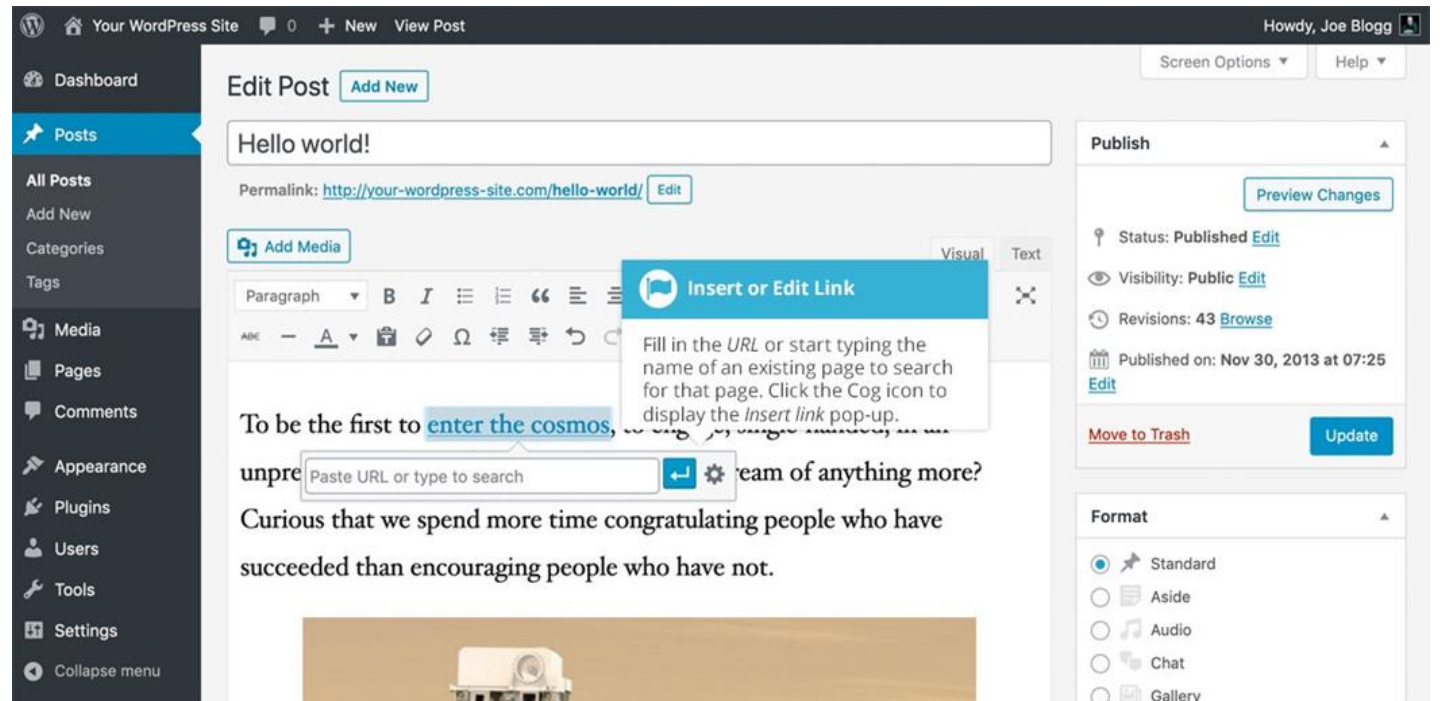 Your WordPress Site 0 + New View Post Howdy, Joe Blogg
Screen Options ▼ Help ▼
Dashboard
Posts
All Posts
Add New
Categories
Tags
Media
Pages
Comments
Appearance
Plugins
Users
Tools
Settings
Collapse menu
Edit Post Add New
Hello world!
Permalink: http://your-wordpress-site.com/hello-world/ Edit
Add Media
Visual Text
Paragraph ▼ B I “
ABC — A ▼ Ω
Insert or Edit Link
Fill in the URL or start typing the
name of an existing page to search
for that page. Click the Cog icon to
display the Insert link pop-up.
To be the first to enter the cosmos,
unpre
Paste URL or type to search
eam of anything more?
Curious that we spend more time congratulating people who have
succeeded than encouraging people who have not.
Publish
Preview Changes
Status: Published Edit
Visibility: Public Edit
Revisions: 43 Browse
Published on: Nov 30, 2013 at 07:25
Edit
Move to Trash Update
Format
Standard
Aside
Audio
Chat
Gallery